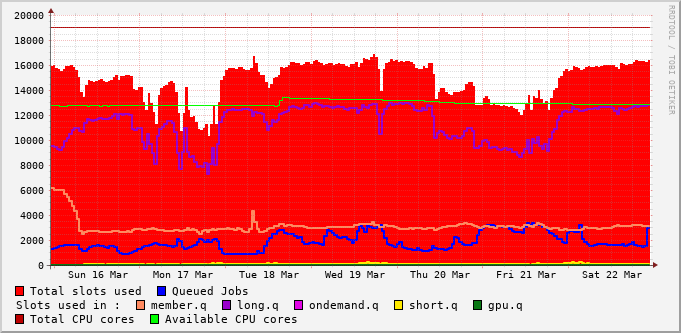 20000
18000
16000
14000
12000
10000
8000
6000
4000
2000
0
Sun 16 Mar Mon 17 Mar Tue 18 Mar Wed 19 Mar Thu 20 Mar Fri 21 Mar Sat 22 Mar
Total slots used Queued Jobs
Slots used in : member.q long.q ondemand.q short.q gpu.q
Total CPU cores Available CPU cores
RRDTOOL / TOBI OETIKER